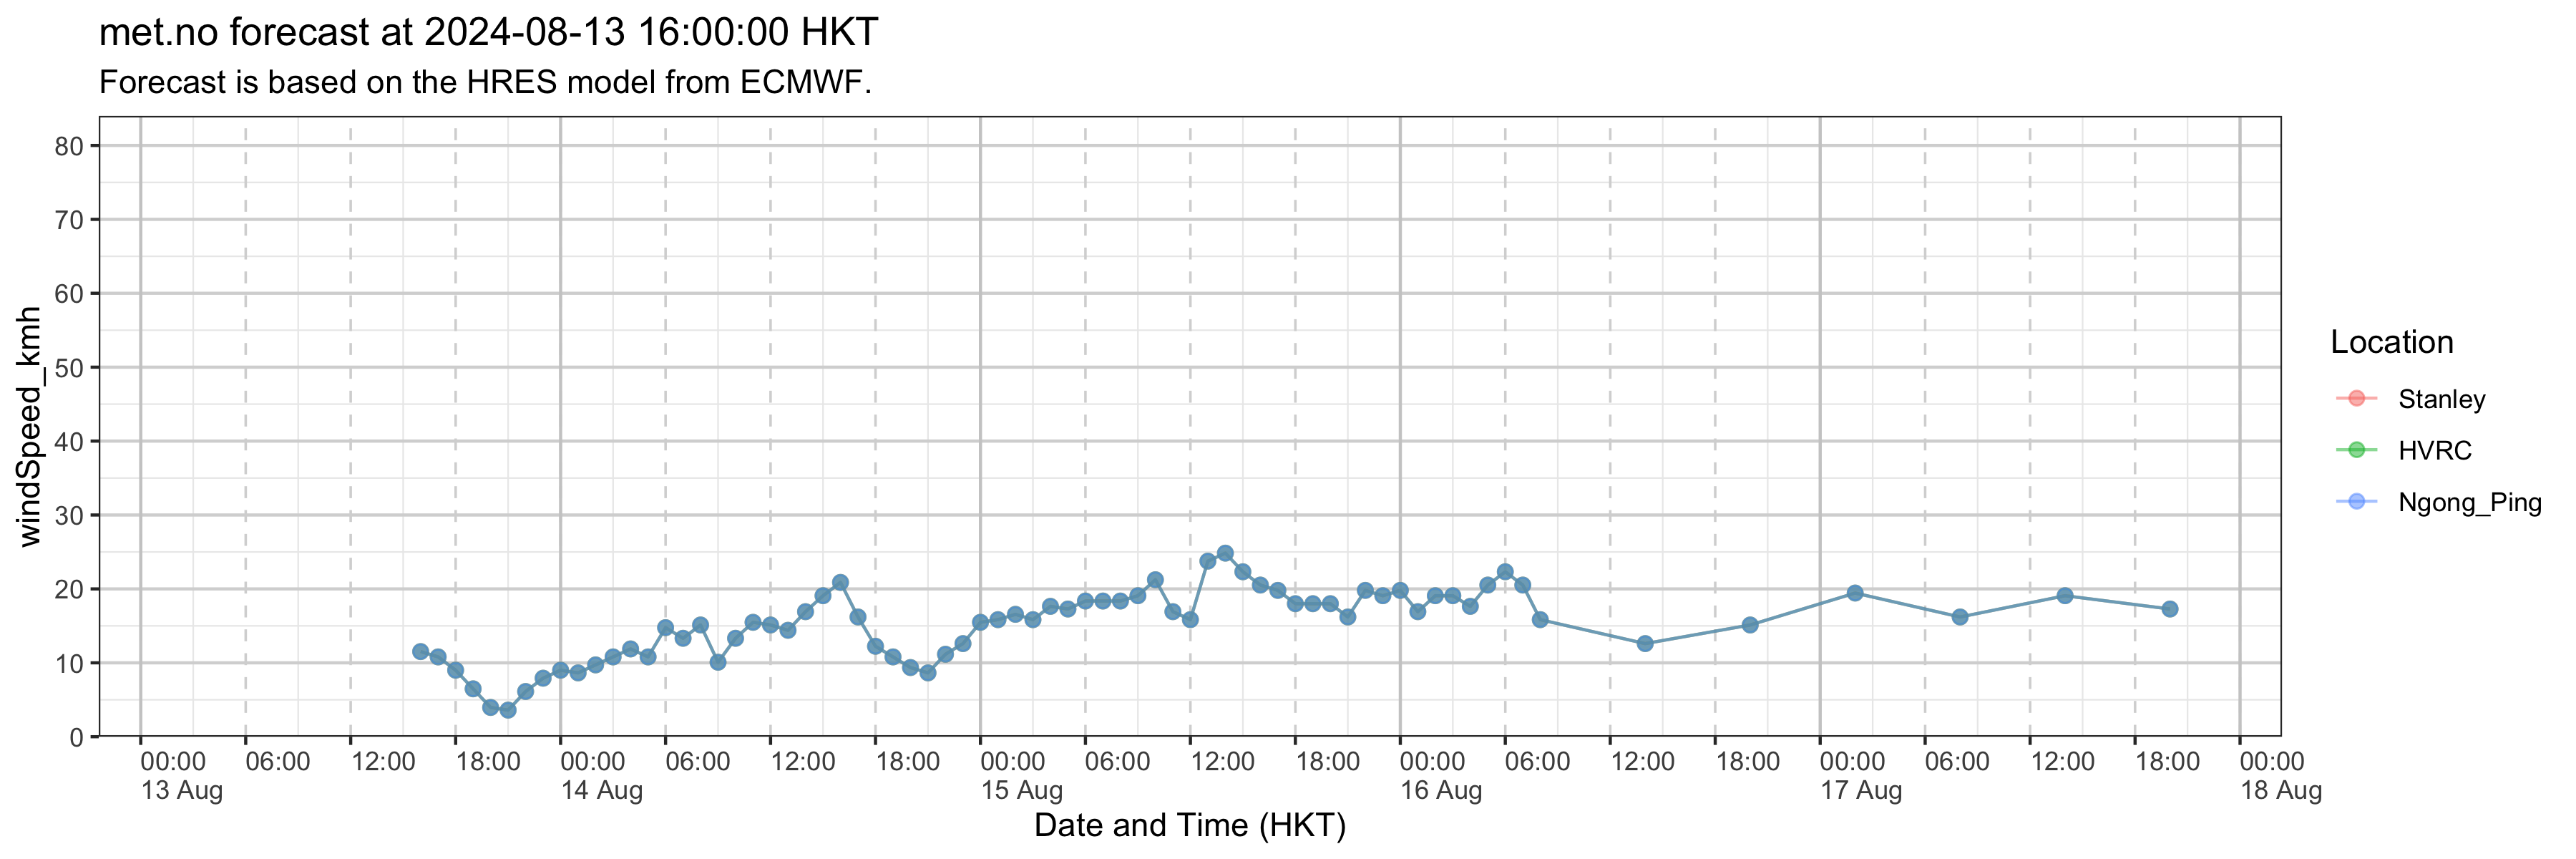 met.no forecast at 2024-08-13 16:00:00 HKT
Forecast is based on the HRES model from ECMWF.
windSpeed_kmh
80
70
60
50
40
30
20
10
0
00:00 06:00 12:00 18:00 00:00 06:00 12:00 18:00 00:00 06:00 12:00 18:00 00:00 06:00 12:00 18:00 00:00 06:00 12:00 18:00 00:00
13 Aug 14 Aug 15 Aug 16 Aug 17 Aug 18 Aug
Date and Time (HKT)
Location
Stanley
HVRC
Ngong_Ping